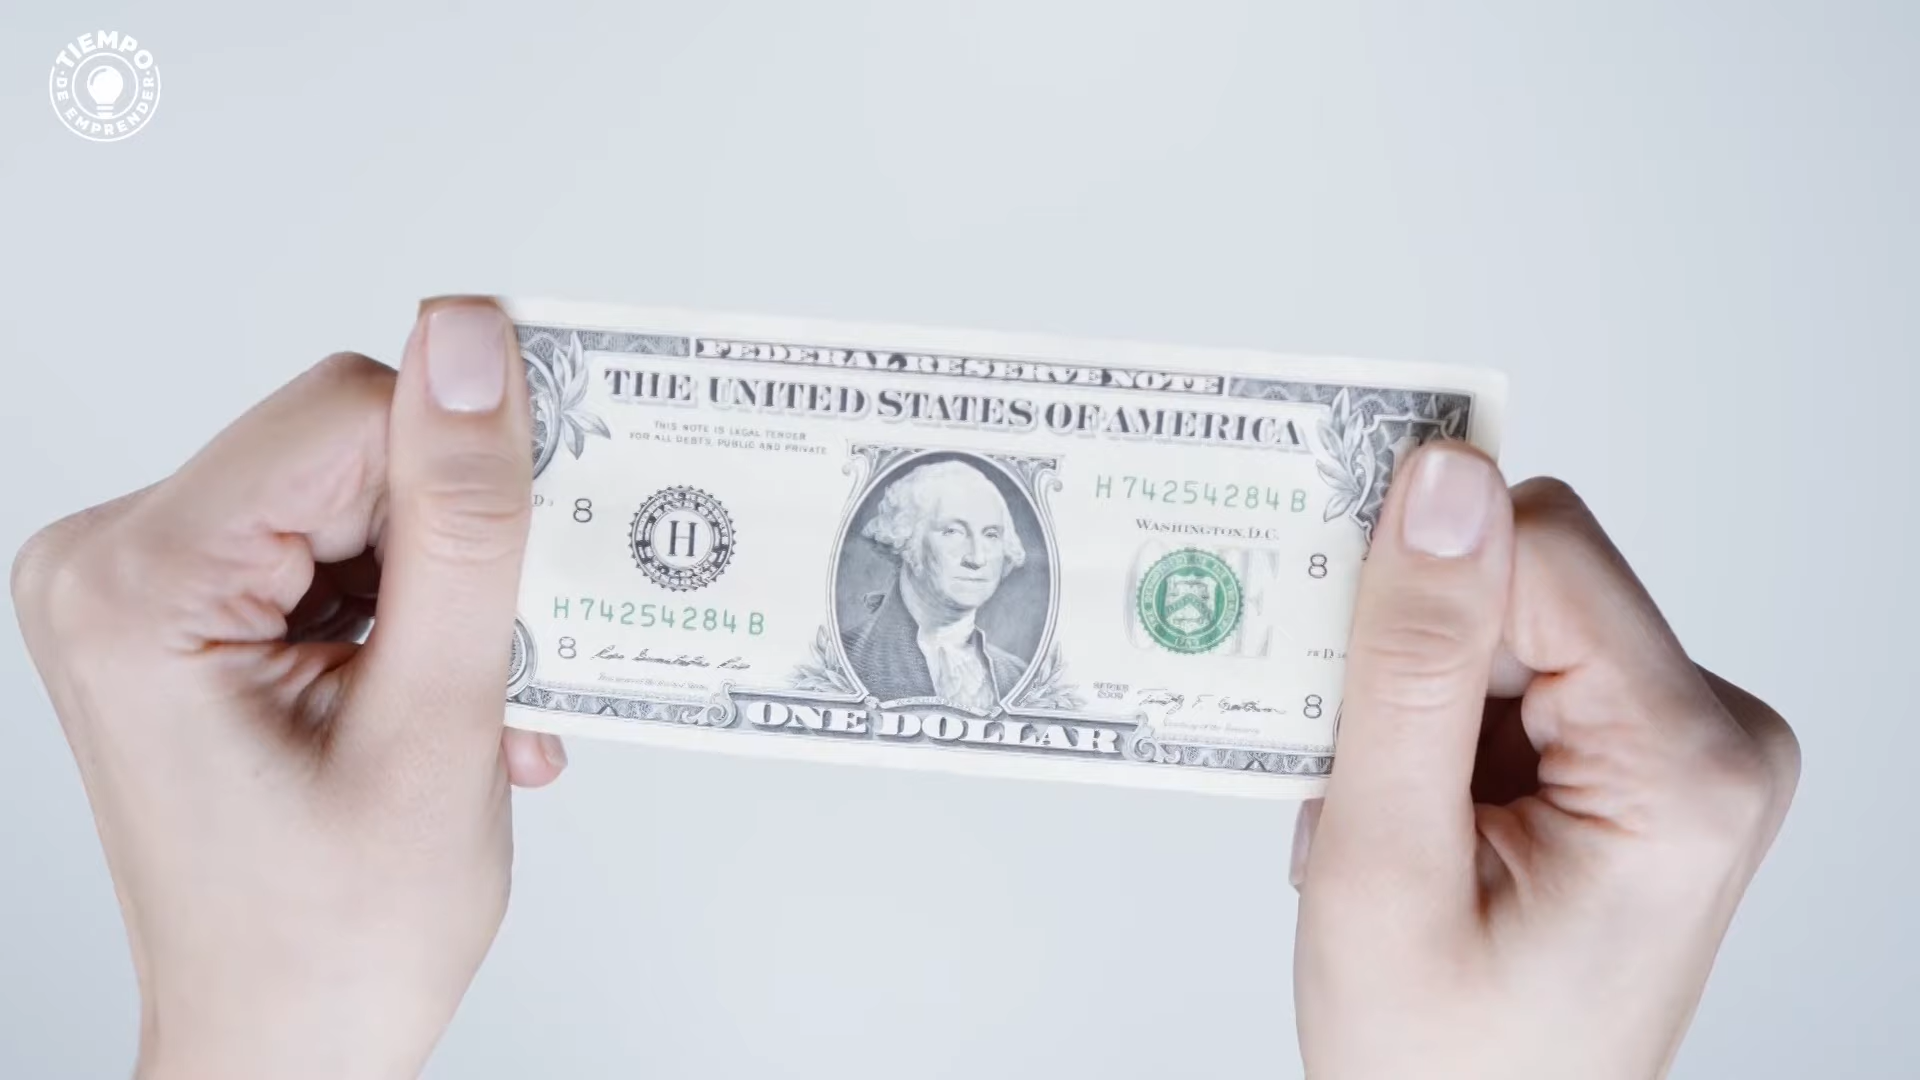 TIEMPO
DE EMPRENDER
FEDERAL RESERVE NOTE
THE UNITED STATES OF AMERICA
THIS NOTE IS LEGAL TENDER
FOR ALL DEBTS, PUBLIC AND PRIVATE
H 74254284 B
WASHINGTON, D.C.
8
H
8
H 74254284 B
8
SERIES
2009
8
ONE DOLLAR